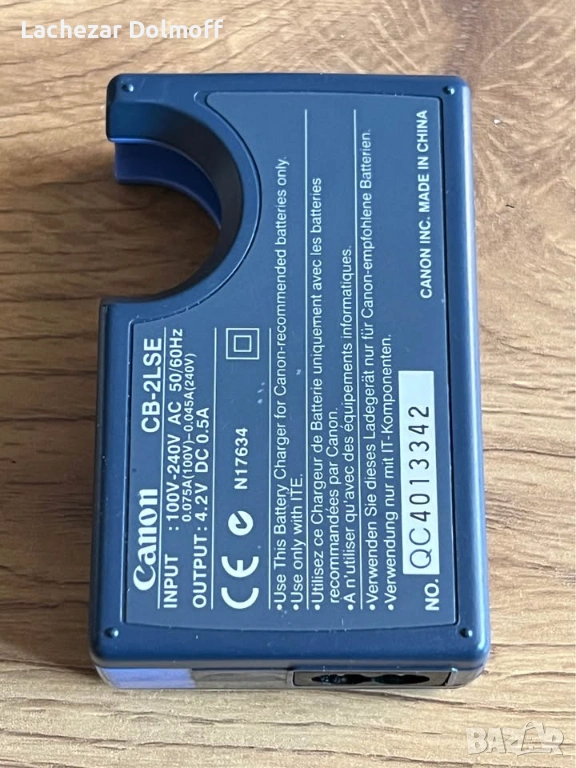 Lachezar Dolmoff
Canon CB-2LSE
INPUT : 100V-240V AC 50/60Hz
0.075A(100V)–0.045A(240V)
OUTPUT : 4.2V DC 0.5A
CE N17634
•Use This Battery Charger for Canon-recommended batteries only.
•Use only with ITE.
•Utilisez ce Chargeur de Batterie uniquement avec les batteries
recommandées par Canon.
•A n'utiliser qu'avec des équipements informatiques.
•Verwenden Sie dieses Ladegerät nur für Canon-empfohlene Batterien.
•Verwendung nur mit IT-Komponenten.
NO. QC4013342
CANON INC. MADE IN CHINA
BAZAR